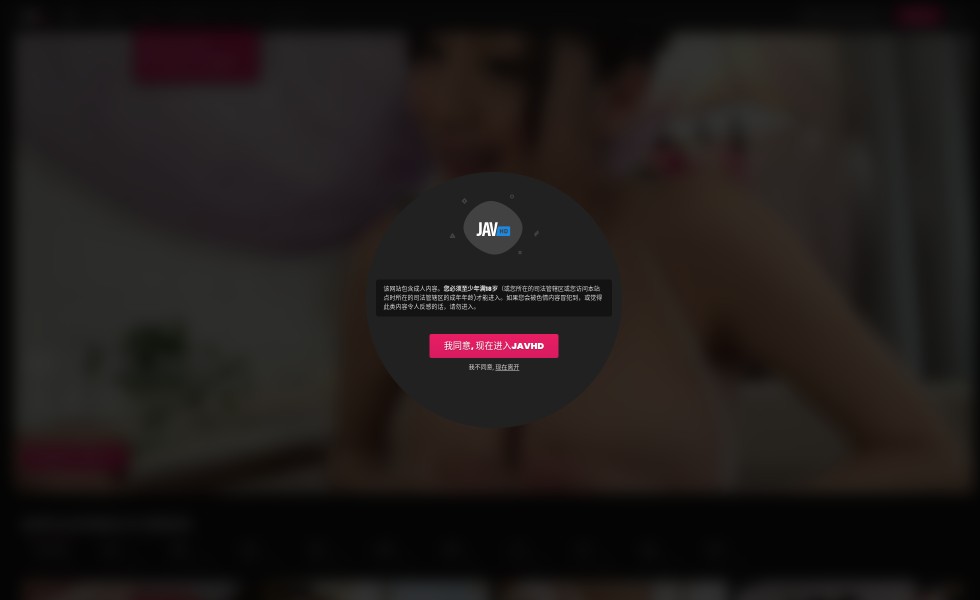 JAV HD
该网站包含成人内容。您必须至少年满18岁（或您所在的司法管辖区或您访问本站
点时所在的司法管辖区的成年年龄)才能进入。如果您会被色情内容冒犯到，或觉得
此类内容令人反感的话，请勿进入。
我同意, 现在进入JAVHD
我不同意, 现在离开